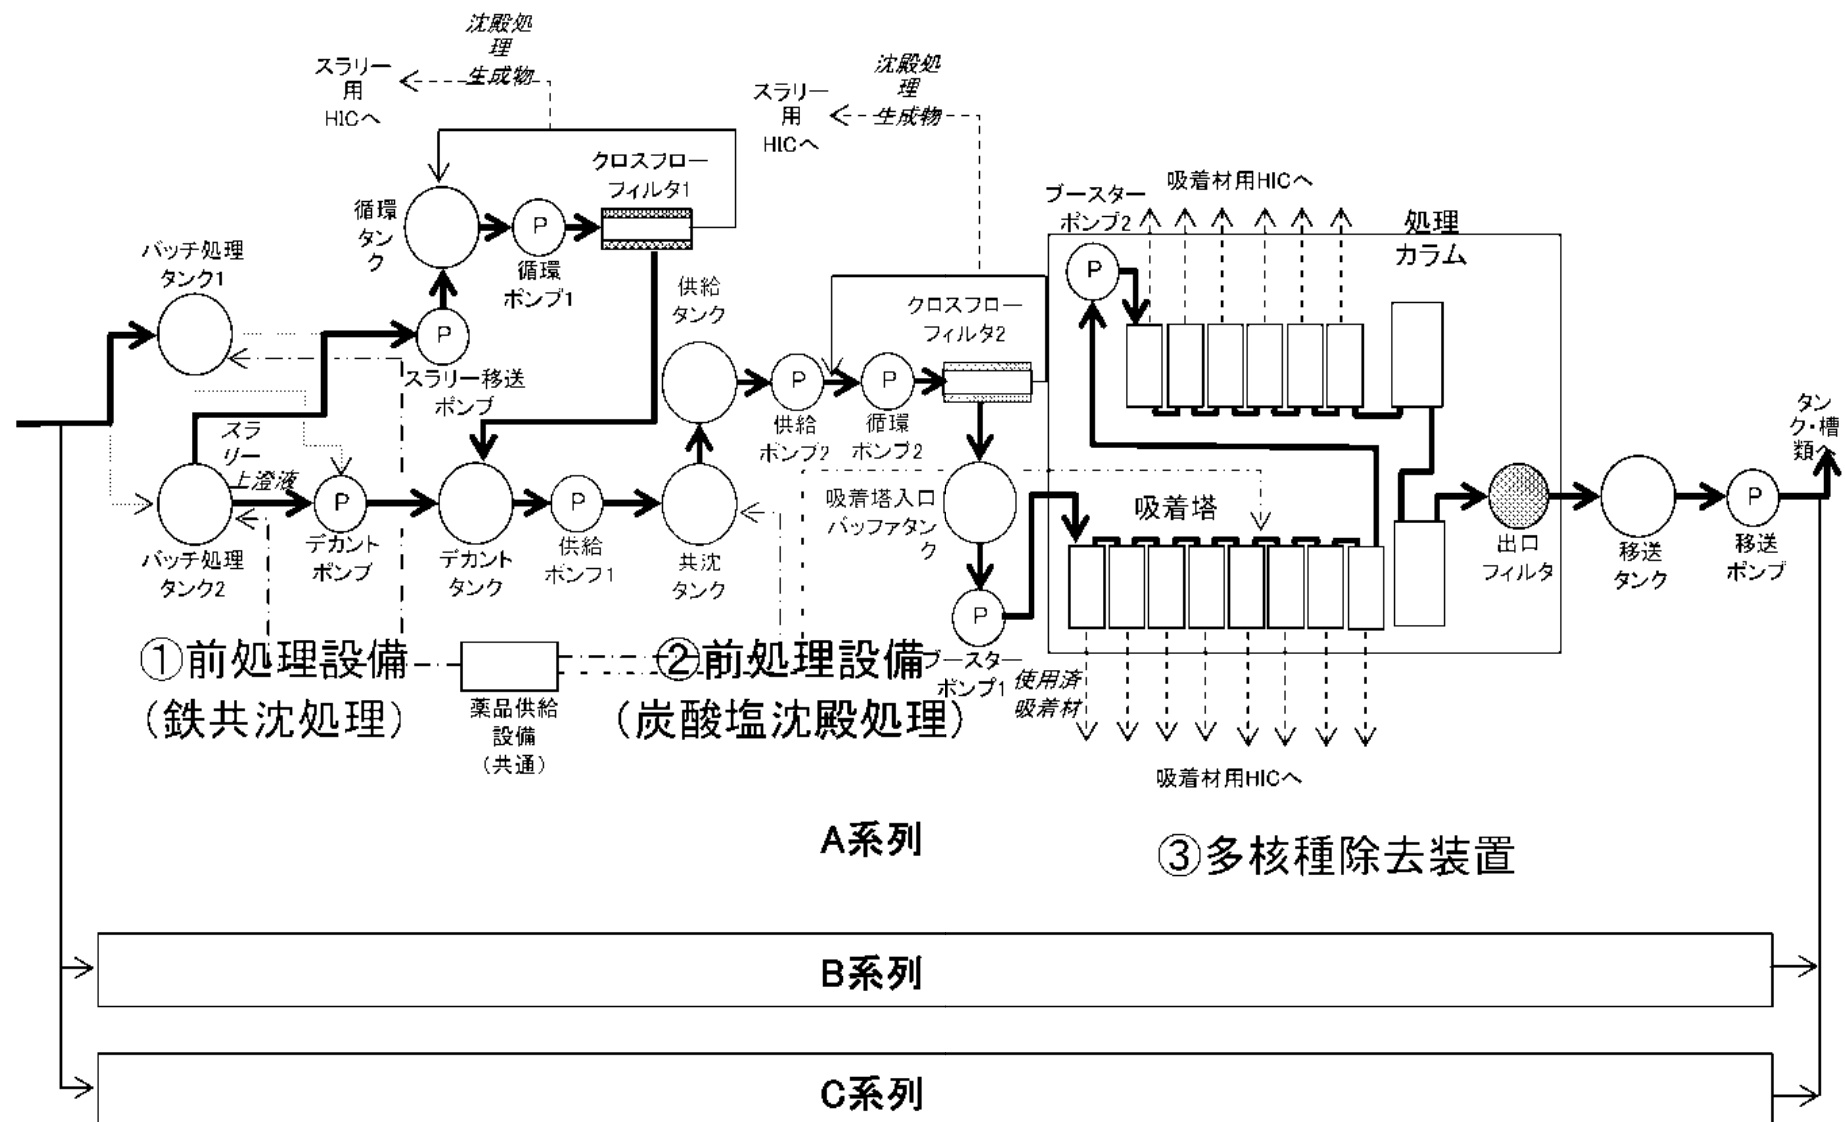 沈殿処
理
生成物
スラリー
用
HICへ
沈殿処
理
生成物
スラリー
用
HICへ
クロスフロー
フィルタ1
循環
タン
ク
P
循環
ポンプ1
バッチ処理
タンク1
P
スラリー移送
ポンプ
供給
タンク
クロスフロー
フィルタ2
P
供給
ポンプ2
P
循環
ポンプ2
ブースター
ポンプ2
P
吸着材用HICへ
処理
カラム
スラ
リー
上澄液
バッチ処理
タンク2
P
デカント
ポンプ
デカント
タンク
P
供給
ポンプ1
共沈
タンク
吸着塔入口
バッファタン
ク
P
ブースター
ポンプ1
吸着塔
使用済
吸着材
吸着材用HICへ
出口
フィルタ
移送
タンク
P
移送
ポンプ
タン
ク・槽
類へ
①前処理設備
(鉄共沈処理)
薬品供給
設備
(共通)
②前処理設備
(炭酸塩沈殿処理)
③多核種除去装置
A系列
B系列
C系列